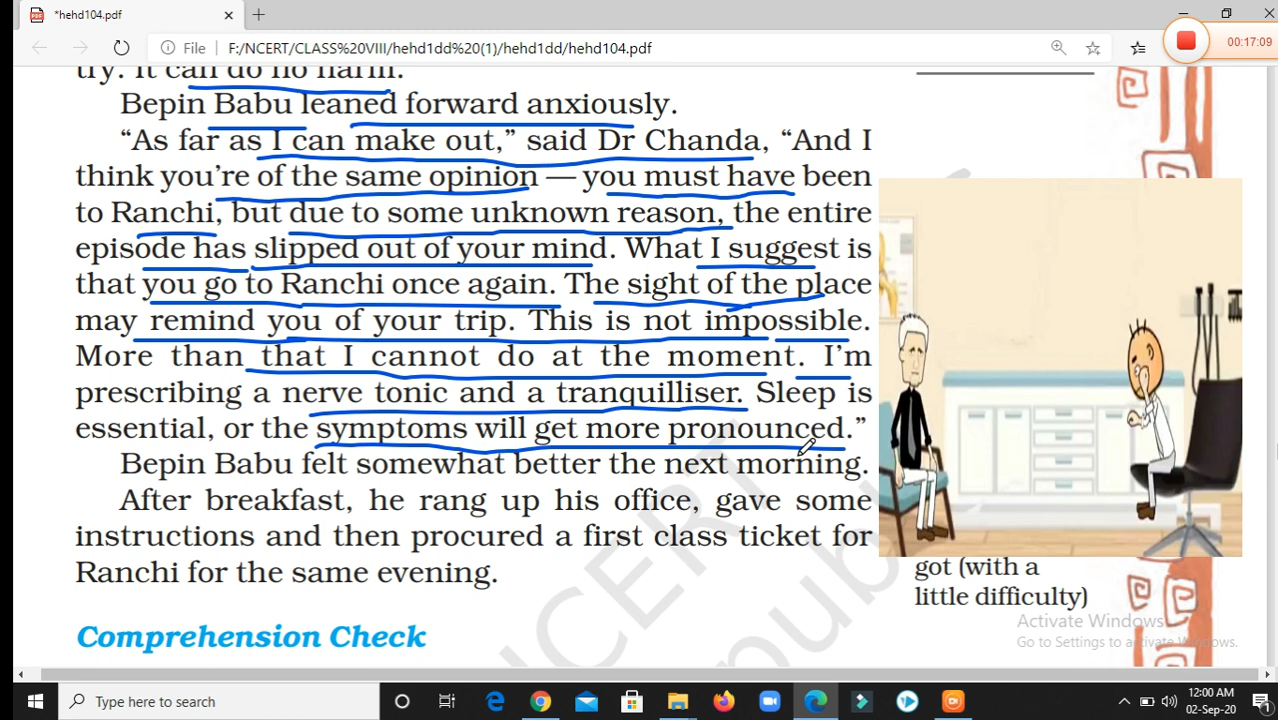 *hehd104.pdf
File F:/NCERT/CLASS%20VIII/hehd1dd%20(1)/hehd1dd/hehd104.pdf
00:17:09
try. It can do no harm.
Bepin Babu leaned forward anxiously.
“As far as I can make out,” said Dr Chanda, “And I
think you’re of the same opinion — you must have been
to Ranchi, but due to some unknown reason, the entire
episode has slipped out of your mind. What I suggest is
that you go to Ranchi once again. The sight of the place
may remind you of your trip. This is not impossible.
More than that I cannot do at the moment. I’m
prescribing a nerve tonic and a tranquilliser. Sleep is
essential, or the symptoms will get more pronounced.”
Bepin Babu felt somewhat better the next morning.
After breakfast, he rang up his office, gave some
instructions and then procured a first class ticket for
Ranchi for the same evening.
got (with a
little difficulty)
Comprehension Check
NCERT
Activate Windows
Go to Settings to activate Windows.
Type here to search
12:00 AM
02-Sep-20